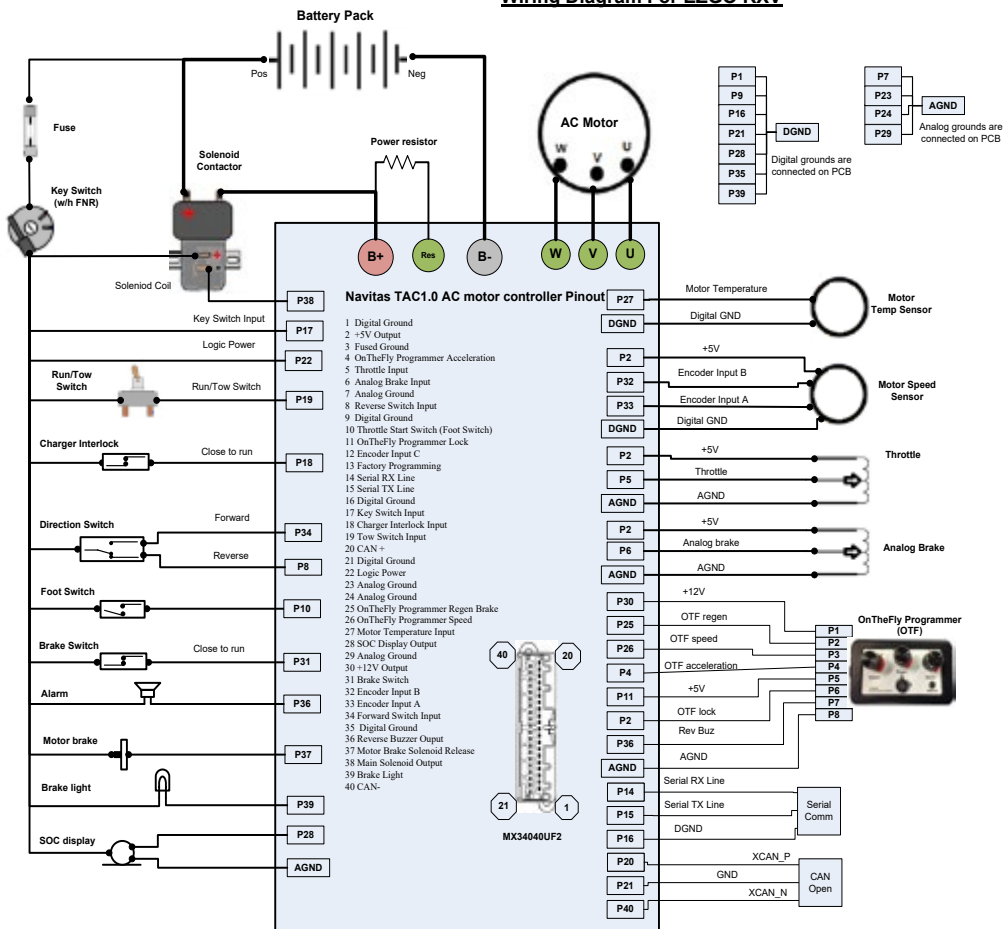 Wiring Diagram For EZGO RXV
Battery Pack
Pos
Neg
Fuse
Solenoid
Contactor
Power resistor
Key Switch
(w/h FNR)
AC Motor
W
V
U
P1
P9
P16
P21
P28
P35
P39
DGND
Digital grounds are
connected on PCB
P7
P23
P24
P29
AGND
Analog grounds are
connected on PCB
B+
Res
B-
W
V
U
Soleniod Coil
Navitas TAC1.0 AC motor controller Pinout
1 Digital Ground
2 +5V Output
3 Fused Ground
4 OnTheFly Programmer Acceleration
5 Throttle Input
6 Analog Brake Input
7 Analog Ground
8 Reverse Switch Input
9 Digital Ground
10 Throttle Start Switch (Foot Switch)
11 OnTheFly Programmer Lock
12 Encoder Input C
13 Factory Programming
14 Serial RX Line
15 Serial TX Line
16 Digital Ground
17 Key Switch Input
18 Charger Interlock Input
19 Tow Switch Input
20 CAN +
21 Digital Ground
22 Logic Power
23 Analog Ground
24 Analog Ground
25 OnTheFly Programmer Regen Brake
26 OnTheFly Programmer Speed
27 Motor Temperature Input
28 SOC Display Output
29 Analog Ground
30 +12V Output
31 Brake Switch
32 Encoder Input B
33 Encoder Input A
34 Forward Switch Input
35 Digital Ground
36 Reverse Buzzer Ouput
37 Motor Brake Solenoid Release
38 Main Solenoid Output
39 Brake Light
40 CAN-
40
20
21
1
MX34040UF2
P38
Key Switch Input
P17
Logic Power
P22
Run/Tow
Switch
Run/Tow Switch
P19
Charger Interlock
Close to run
P18
Direction Switch
Forward
P34
Reverse
P8
Foot Switch
P10
Brake Switch
Close to run
P31
Alarm
P36
Motor brake
P37
Brake light
P39
SOC display
P28
AGND
P27
Motor Temperature
DGND
Digital GND
Motor
Temp Sensor
P2
+5V
P32
Encoder Input B
P33
Encoder Input A
DGND
Digital GND
Motor Speed
Sensor
P2
+5V
P5
Throttle
AGND
AGND
Throttle
P2
+5V
P6
Analog brake
AGND
AGND
Analog Brake
P30
+12V
P25
OTF regen
P26
OTF speed
P4
OTF acceleration
P11
+5V
P2
OTF lock
P36
Rev Buz
AGND
AGND
OnTheFly Programmer
(OTF)
P1
P2
P3
P4
P5
P6
P7
P8
P14
Serial RX Line
P15
Serial TX Line
P16
DGND
Serial
Comm
P20
XCAN_P
P21
GND
P40
XCAN_N
CAN
Open